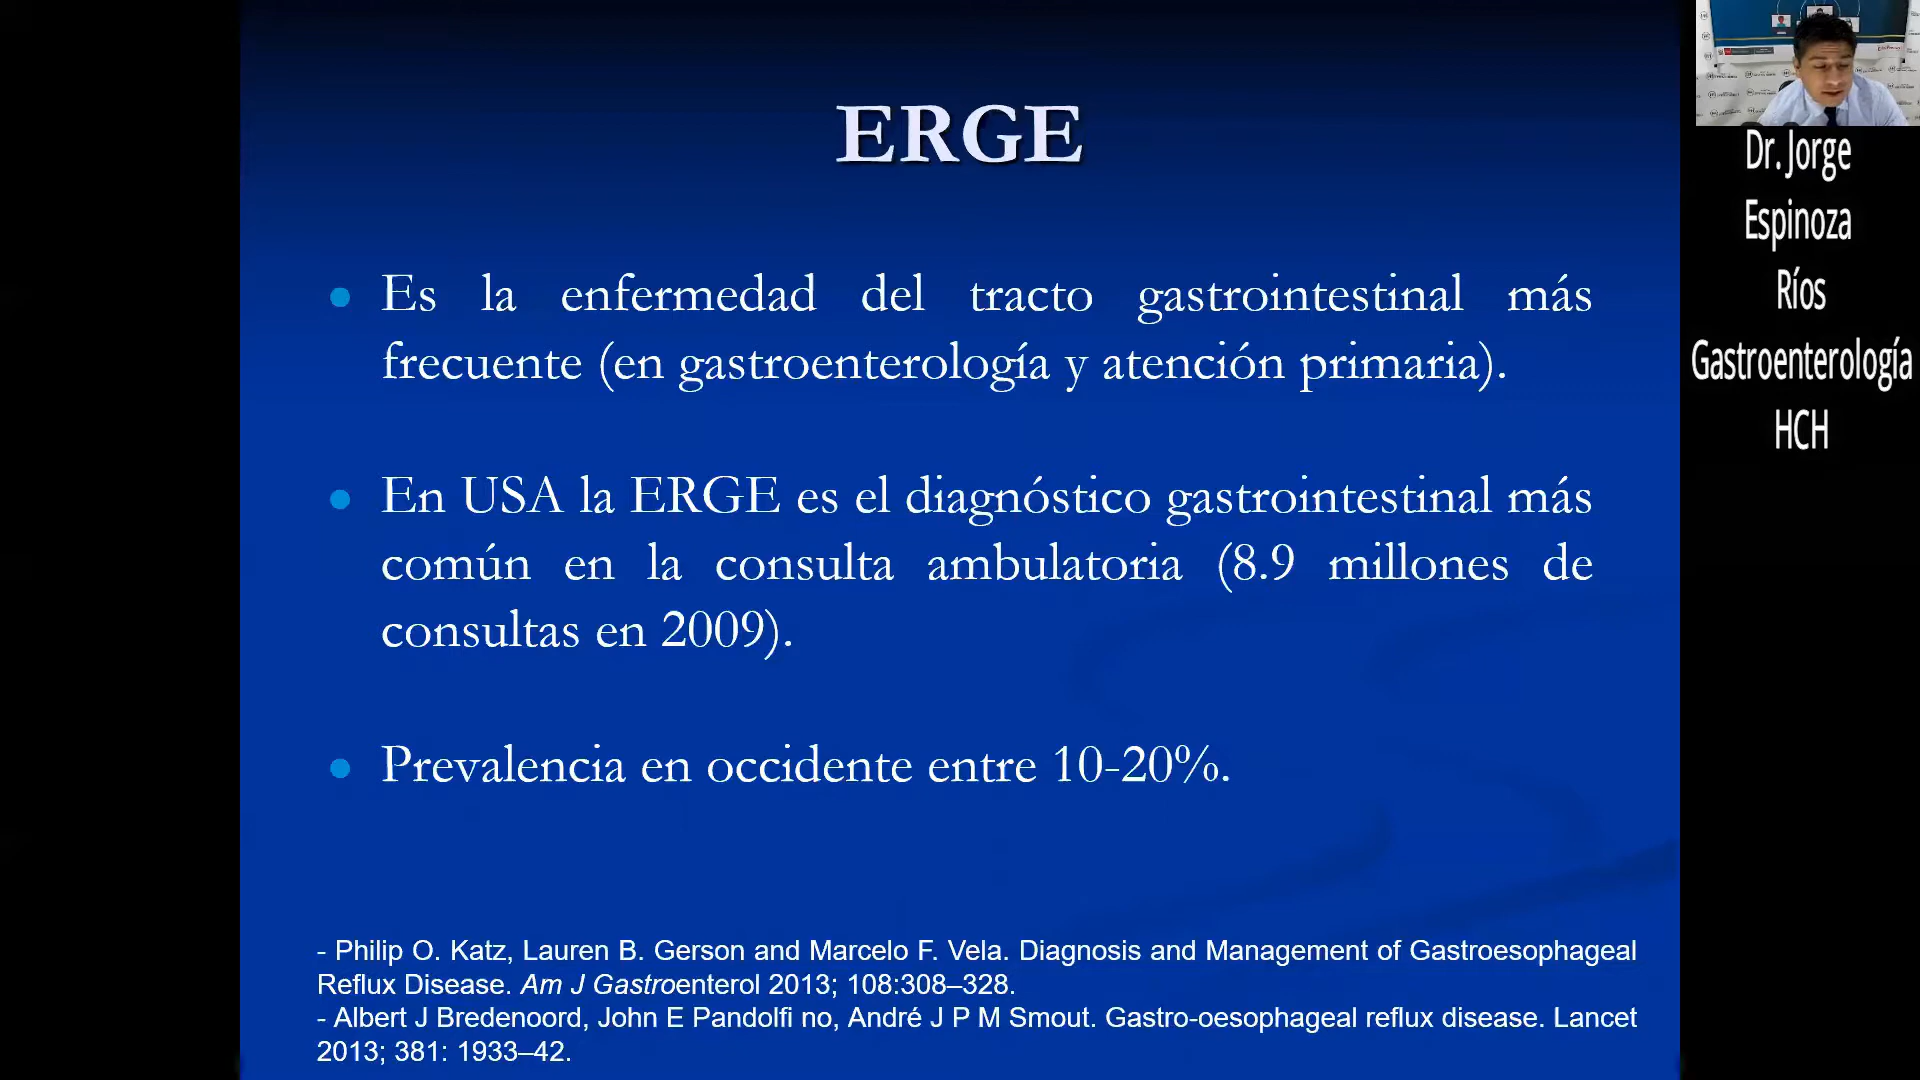 ERGE
Es la enfermedad del tracto gastrointestinal más
frecuente (en gastroenterología y atención primaria).
En USA la ERGE es el diagnóstico gastrointestinal más
común en la consulta ambulatoria (8.9 millones de
consultas en 2009).
Prevalencia en occidente entre 10-20%.
- Philip O. Katz, Lauren B. Gerson and Marcelo F. Vela. Diagnosis and Management of Gastroesophageal
Reflux Disease. Am J Gastroenterol 2013; 108:308–328.
- Albert J Bredenoord, John E Pandolfi no, André J P M Smout. Gastro-oesophageal reflux disease. Lancet
2013; 381: 1933–42.
Dr. Jorge
Espinoza
Ríos
Gastroenterología
HCH